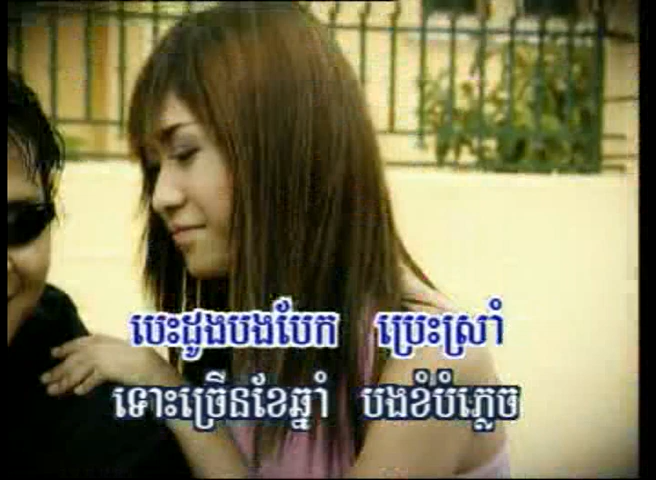 បេះដូងបងបែក ប្រេះស្រាំ
ទោះច្រើនខែឆ្នាំ បងខំបំភ្លេច